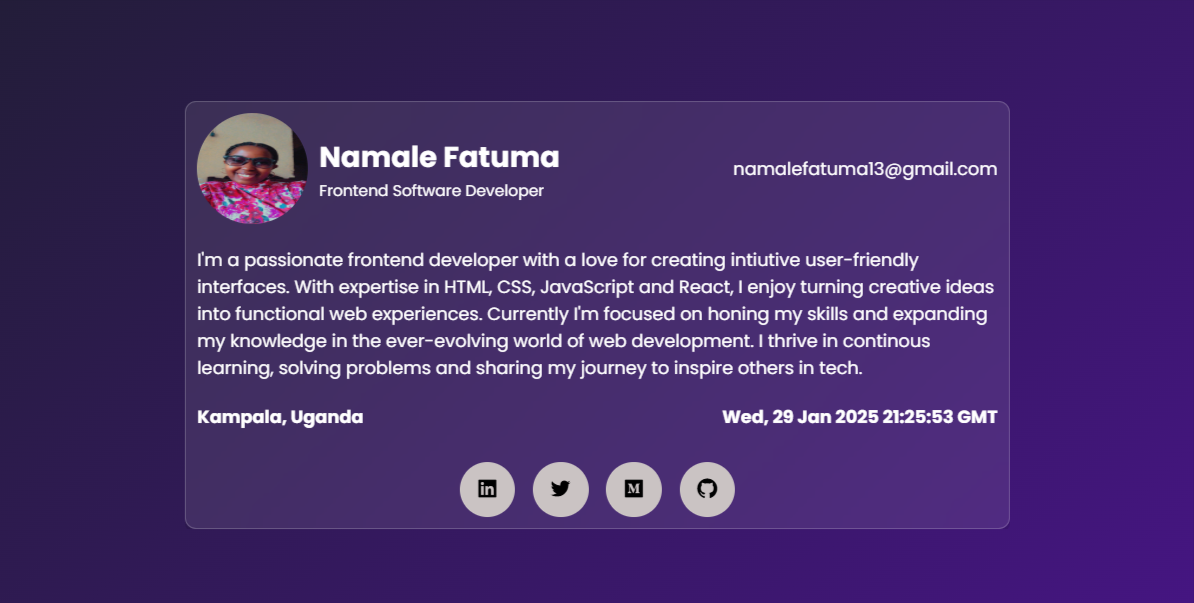 Namale Fatuma
Frontend Software Developer
namalefatuma13@gmail.com
I'm a passionate frontend developer with a love for creating intiutive user-friendly
interfaces. With expertise in HTML, CSS, JavaScript and React, I enjoy turning creative ideas
into functional web experiences. Currently I'm focused on honing my skills and expanding
my knowledge in the ever-evolving world of web development. I thrive in continous
learning, solving problems and sharing my journey to inspire others in tech.
Kampala, Uganda
Wed, 29 Jan 2025 21:25:53 GMT